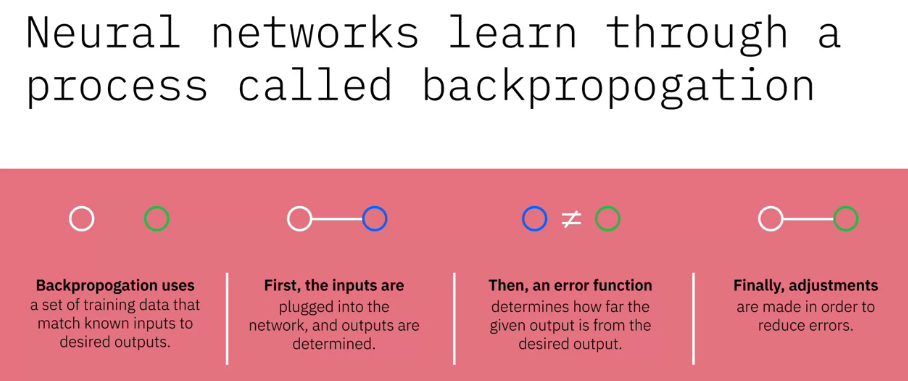 Neural networks learn through a
process called backpropogation
Backpropogation uses
a set of training data that
match known inputs to
desired outputs.
First, the inputs are
plugged into the
network, and outputs are
determined.
≠
Then, an error function
determines how far the
given output is from the
desired output.
Finally, adjustments
are made in order to
reduce errors.